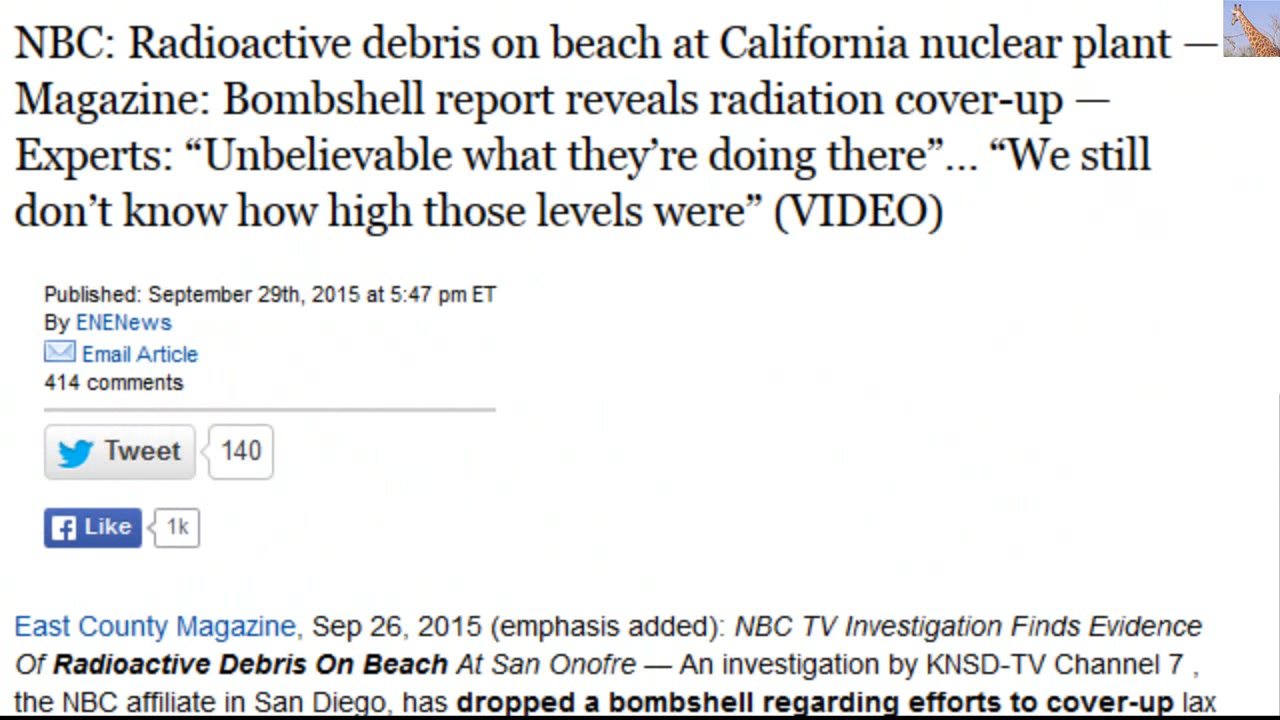 NBC: Radioactive debris on beach at California nuclear plant —
Magazine: Bombshell report reveals radiation cover-up —
Experts: “Unbelievable what they’re doing there”… “We still
don’t know how high those levels were” (VIDEO)
Published: September 29th, 2015 at 5:47 pm ET
By ENENews
Email Article
414 comments
Tweet 140
Like 1k
East County Magazine, Sep 26, 2015 (emphasis added): NBC TV Investigation Finds Evidence
Of Radioactive Debris On Beach At San Onofre — An investigation by KNSD-TV Channel 7 ,
the NBC affiliate in San Diego, has dropped a bombshell regarding efforts to cover-up lax